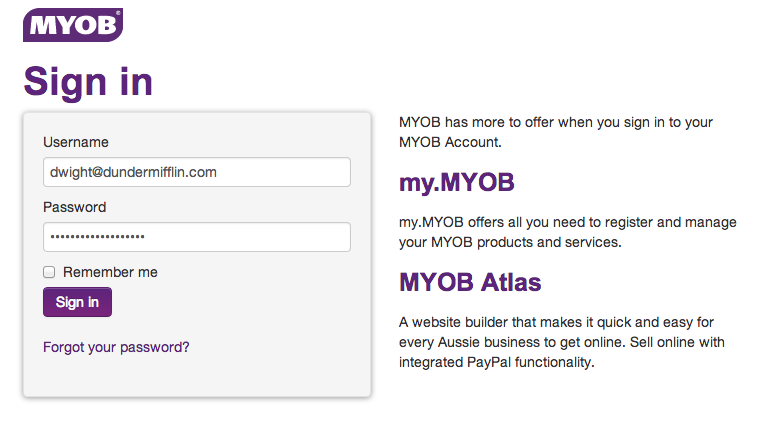 MYOB®
Sign in
Username
dwight@dundermifflin.com
Password
•••••••••••••••••••
Remember me
Sign in
Forgot your password?
MYOB has more to offer when you sign in to your
MYOB Account.
my.MYOB
my.MYOB offers all you need to register and manage
your MYOB products and services.
MYOB Atlas
A website builder that makes it quick and easy for
every Aussie business to get online. Sell online with
integrated PayPal functionality.